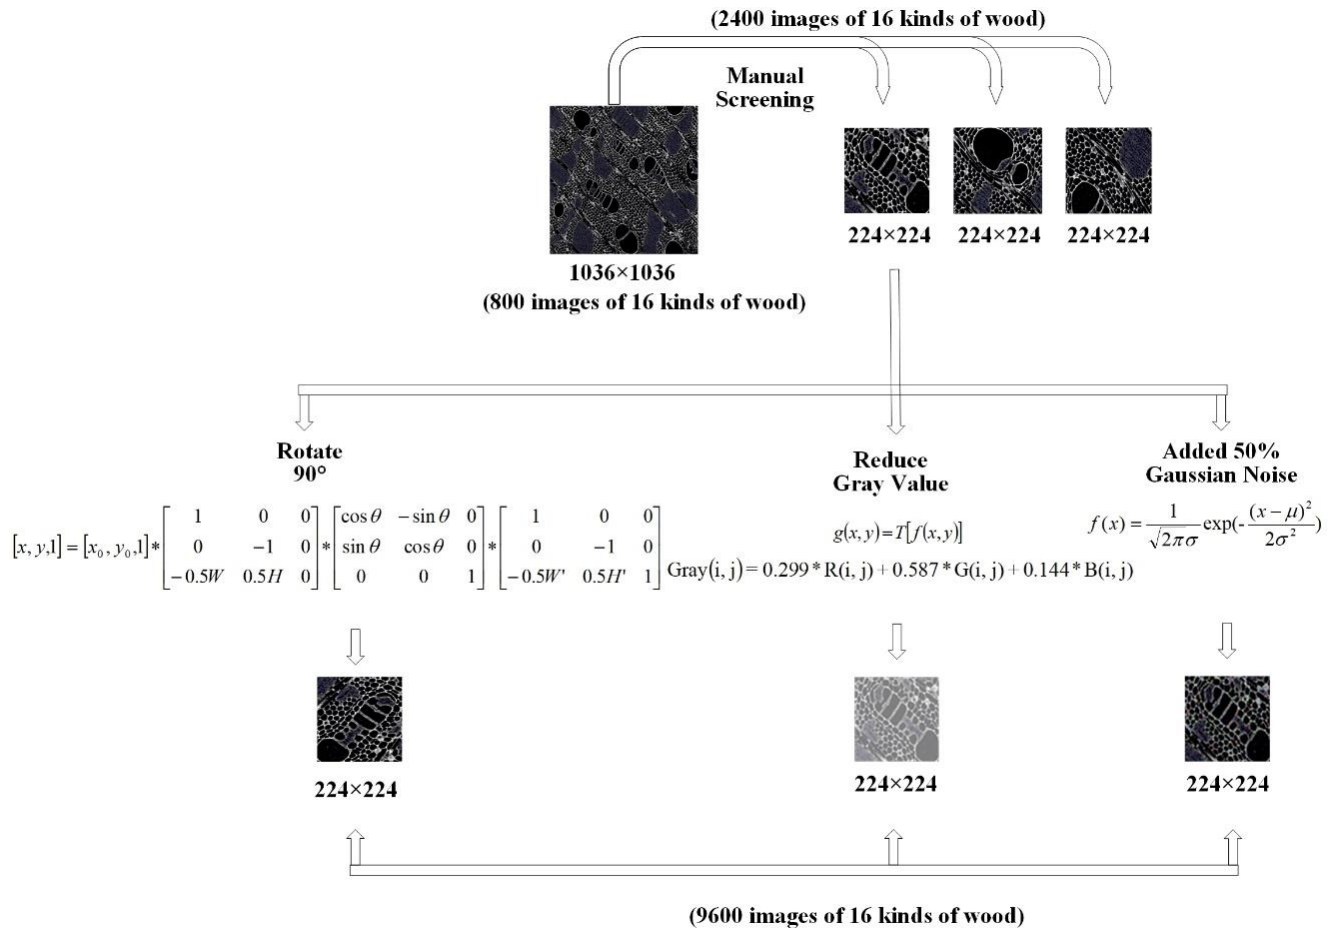 (2400 images of 16 kinds of wood)
Manual
Screening
224×224 224×224 224×224
1036×1036
(800 images of 16 kinds of wood)
Rotate
90°
[x, y,1] = [x₀, y₀,1] * [1 0 0; 0 −1 0; −0.5W 0.5H 0] * [cos θ −sin θ 0; sin θ cos θ 0; 0 0 1] * [1 0 0; 0 −1 0; −0.5W' 0.5H' 1]
Reduce
Gray Value
g(x, y)=T[f(x, y)]
Gray(i, j) = 0.299 * R(i, j) + 0.587 * G(i, j) + 0.144 * B(i, j)
Added 50%
Gaussian Noise
f(x) = 1/(√2πσ) exp(-(x − μ)²/2σ²)
224×224 224×224 224×224
(9600 images of 16 kinds of wood)